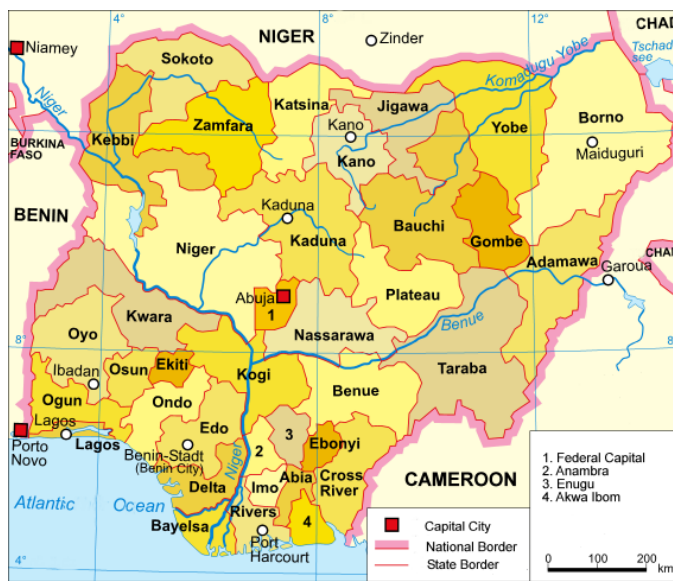 4°
8°
12°
NIGER
CHAD
Niamey
Zinder
Tschad-
see
Sokoto
Komadugu Yobe
Niger
Katsina
Jigawa
Zamfara
Yobe
Borno
Kebbi
Kano
Kano
BURKINA
FASO
Maiduguri
BENIN
Kaduna
Bauchi
Niger
Kaduna
Gombe
Adamawa
CHAD
Garoua
Abuja
1
Plateau
Kwara
Nassarawa
Benue
Oyo
8°
8°
Ibadan
Osun
Ekiti
Kogi
Benue
Taraba
Ogun
Ondo
Lagos
Edo
3
Ebonyi
Porto
Novo
Lagos
Benin-Stadt
(Benin City)
Niger
2
Abia
Cross
River
CAMEROON
Imo
Atlantic
Ocean
Delta
Bayelsa
Rivers
4
Port
Harcourt
4°
1. Federal Capital
2. Anambra
3. Enugu
4. Akwa Ibom
Capital City
National Border
State Border
0
100
200
km